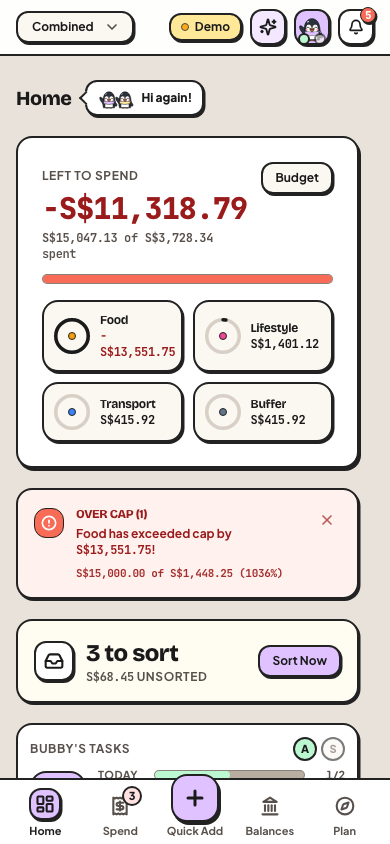 Combined
Demo
5
Home
Hi again!
LEFT TO SPEND
Budget
-S$11,318.79
S$15,047.13 of S$3,728.34
spent
Food
-
S$13,551.75
Lifestyle
S$1,401.12
Transport
S$415.92
Buffer
S$415.92
OVER CAP (1)
Food has exceeded cap by
S$13,551.75!
S$15,000.00 of S$1,448.25 (1036%)
3 to sort
S$68.45 UNSORTED
Sort Now
BUBBY'S TASKS
A
S
TODAY
1/2
3
Home
Spend
Quick Add
Balances
Plan